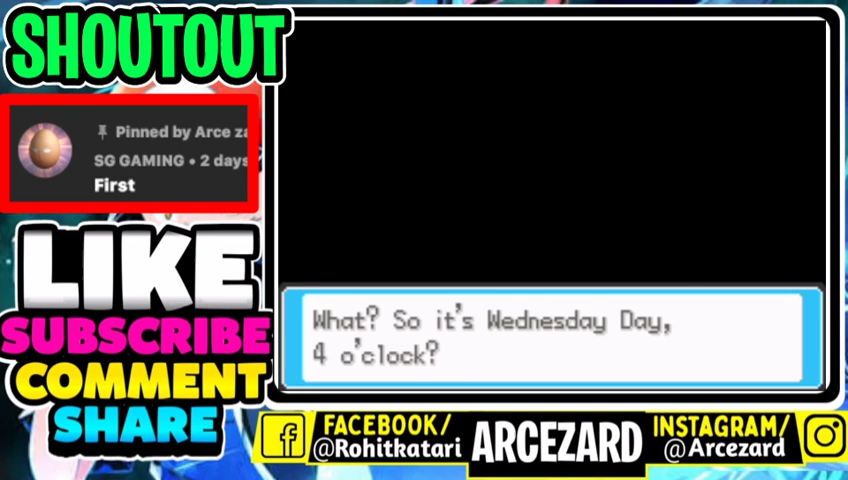 SHOUTOUT
Pinned by Arce za
SG GAMING • 2 days
First
LIKE
SUBSCRIBE
COMMENT
SHARE
What? So it's Wednesday Day,
4 o'clock?
FACEBOOK/
@Rohitkatari
ARCEZARD
INSTAGRAM/
@Arcezard